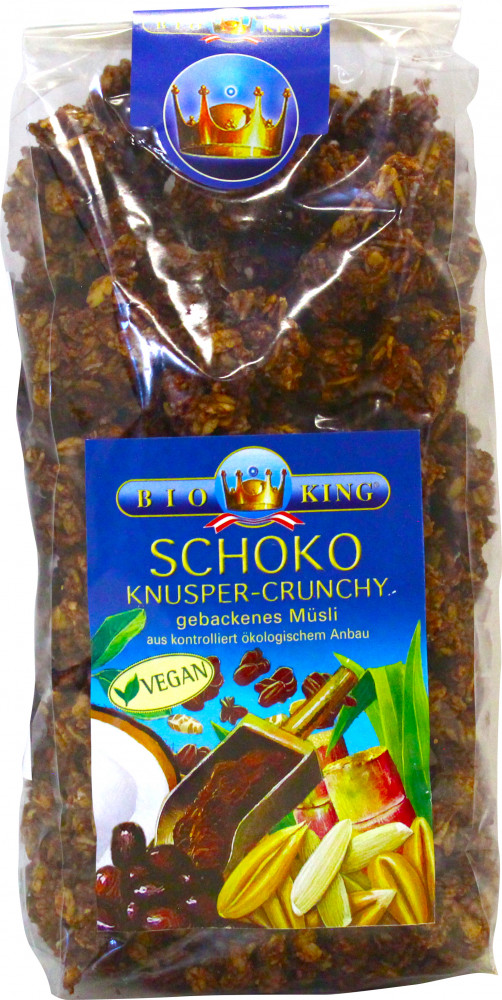 BIO KING
BIO KING®
SCHOKO
KNUSPER-CRUNCHY
gebackenes Müsli
aus kontrolliert ökologischem Anbau
VEGAN